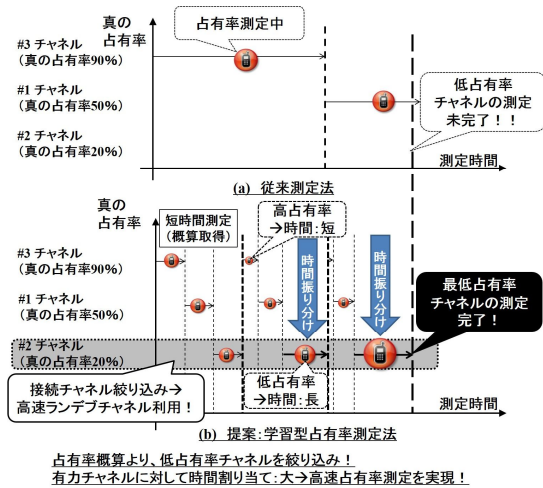 真の
占有率
占有率測定中
#3 チャネル
(真の占有率90%)
#1 チャネル
(真の占有率50%)
#2 チャネル
(真の占有率20%)
低占有率
チャネルの測定
未完了！！
測定時間
(a) 従来測定法
真の
占有率
短時間測定
(概算取得)
高占有率
→時間:短
#3 チャネル
(真の占有率90%)
時間振り分け
時間振り分け
#1 チャネル
(真の占有率50%)
最低占有率
チャネルの測定
完了！
#2 チャネル
(真の占有率20%)
接続チャネル絞り込み→
高速ランデブチャネル利用！
低占有率
→時間:長
測定時間
(b) 提案:学習型占有率測定法
占有率概算より、低占有率チャネルを絞り込み！
有力チャネルに対して時間割り当て:大→高速占有率測定を実現！